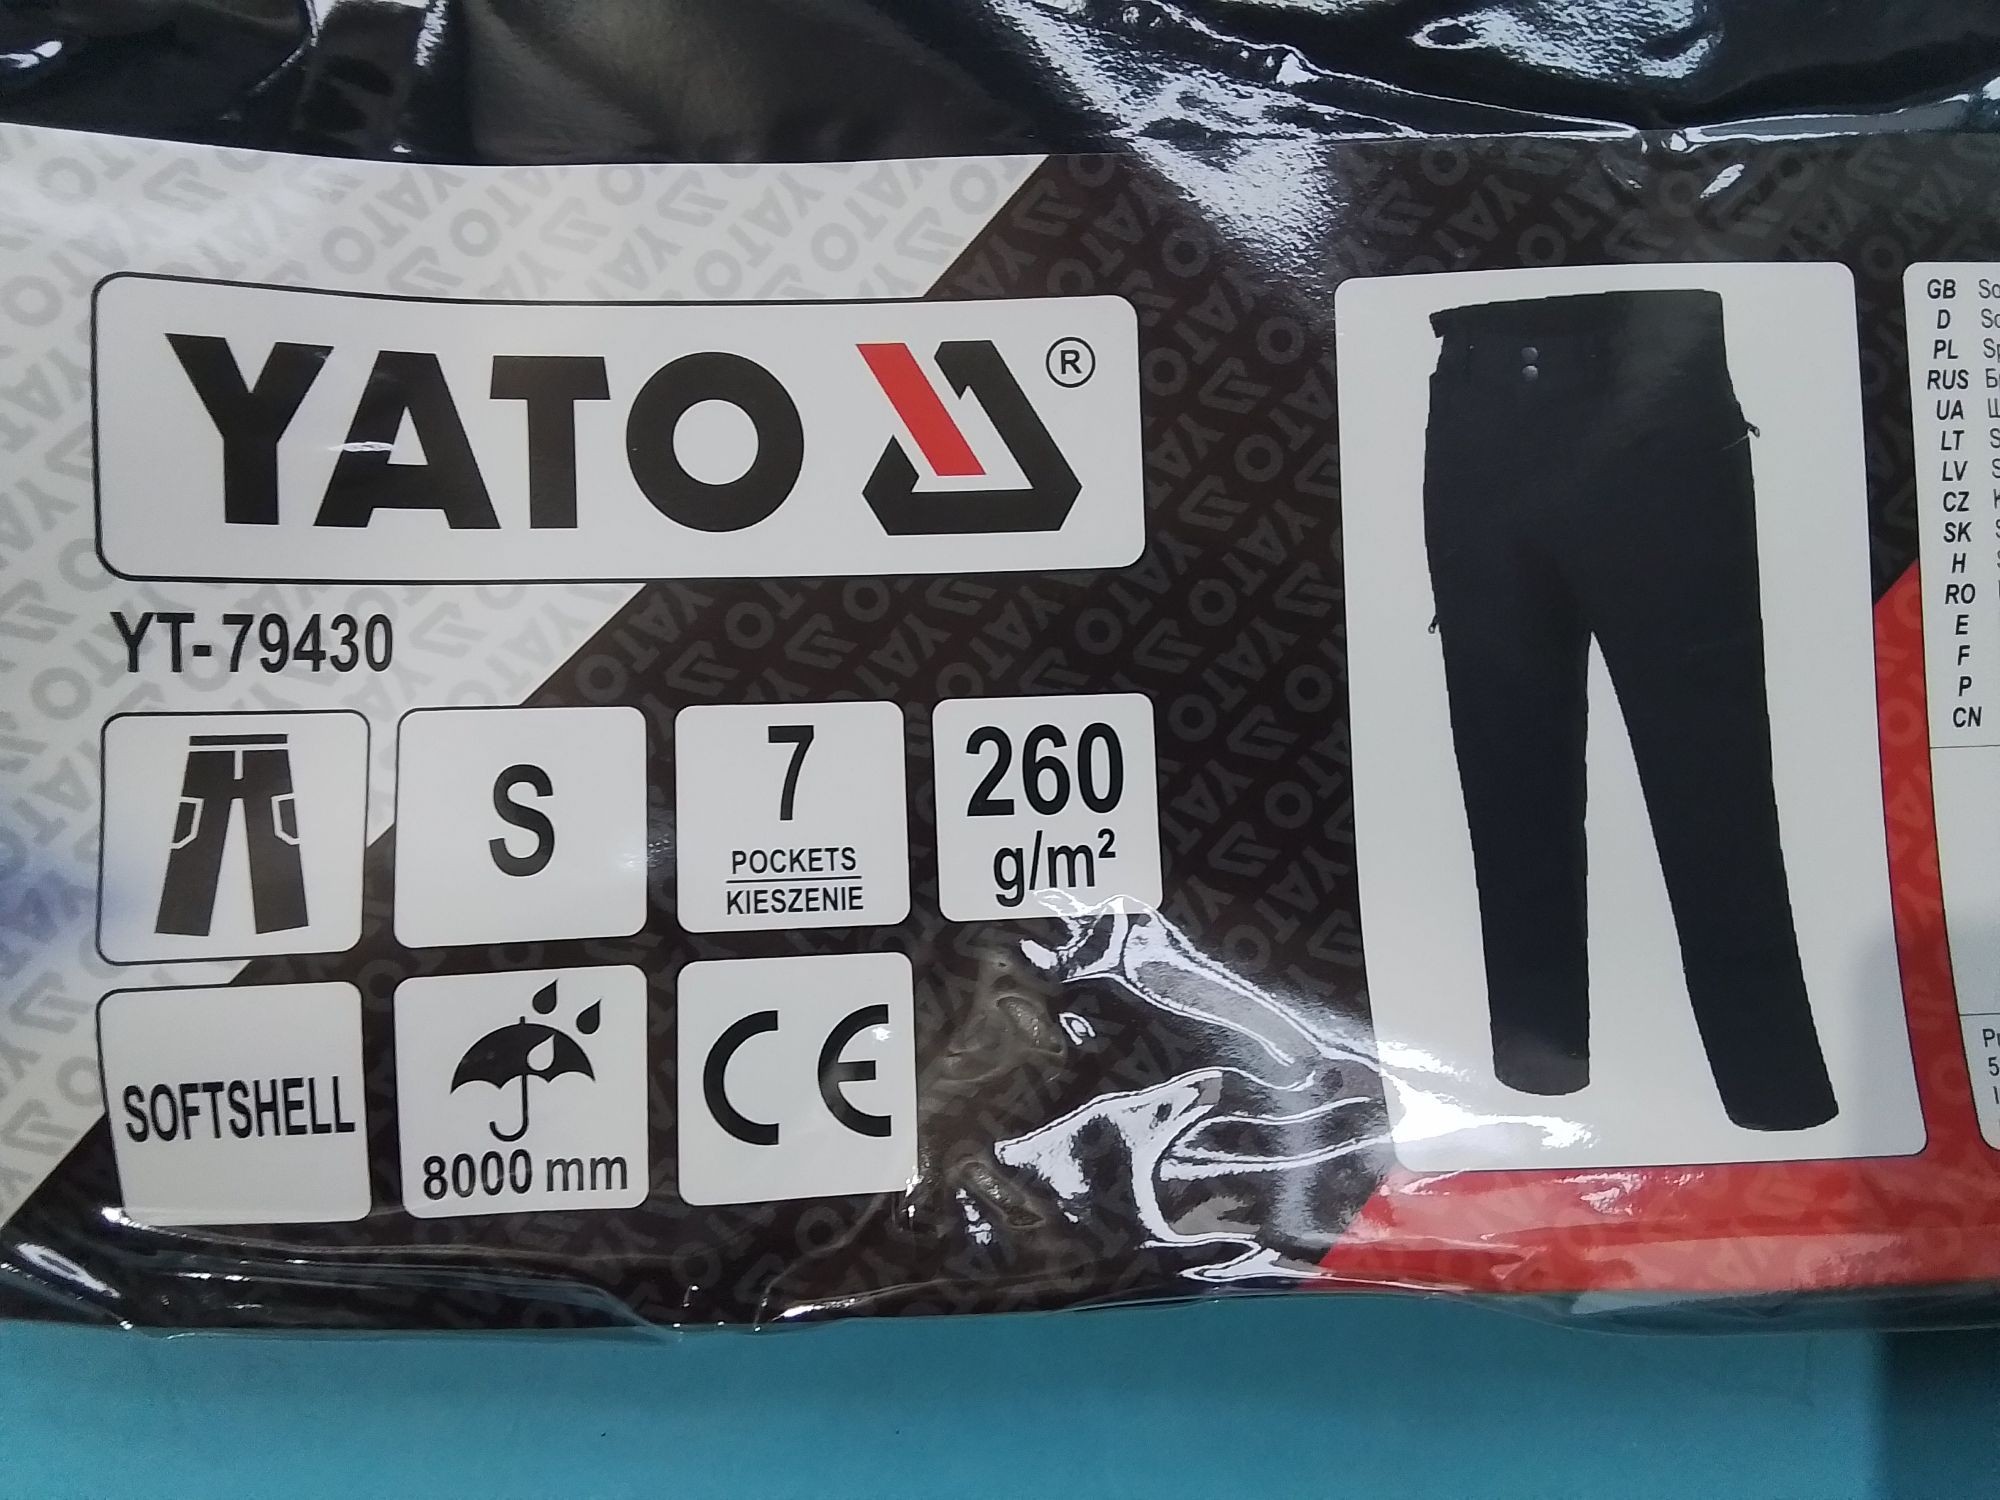 YATO ®
YT-79430
S
7
POCKETS
KIESZENIE
260
g/m²
SOFTSHELL
8000 mm
CE
GB
D
PL
RUS
UA
LT
LV
CZ
SK
H
RO
E
F
P
CN